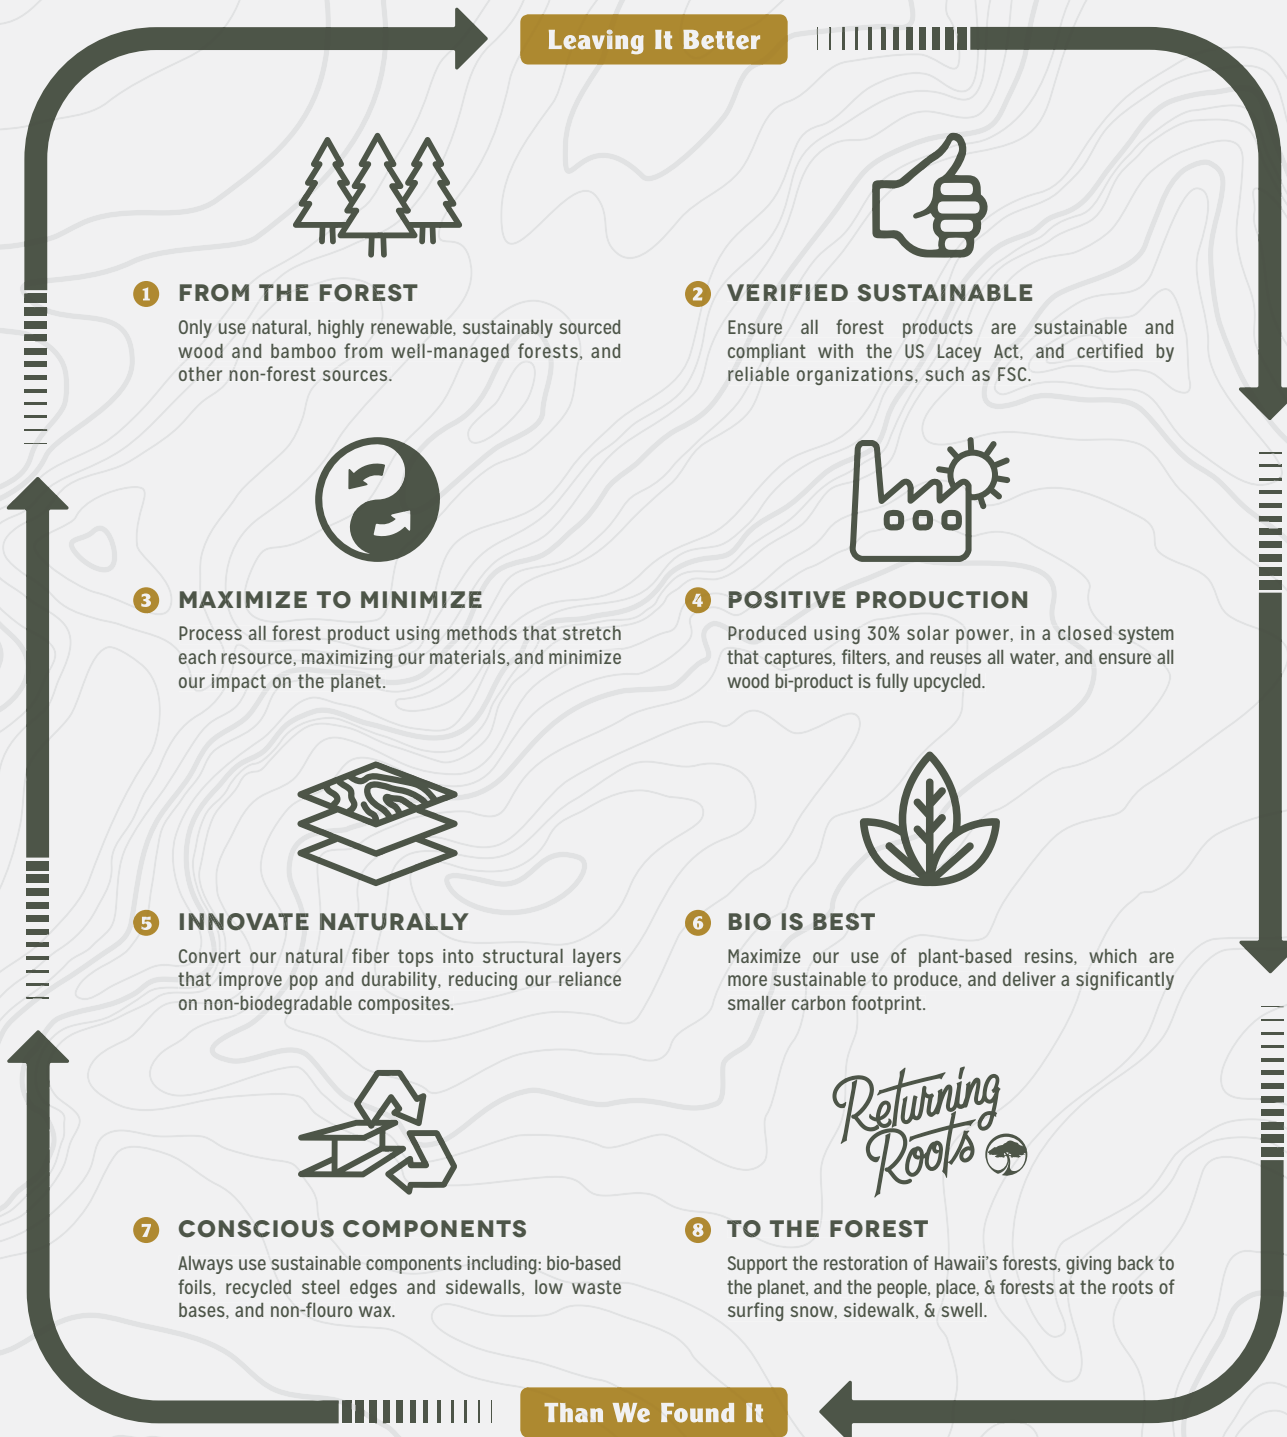 Leaving It Better
1 FROM THE FOREST
Only use natural, highly renewable, sustainably sourced
wood and bamboo from well-managed forests, and
other non-forest sources.
2 VERIFIED SUSTAINABLE
Ensure all forest products are sustainable and
compliant with the US Lacey Act, and certified by
reliable organizations, such as FSC.
3 MAXIMIZE TO MINIMIZE
Process all forest product using methods that stretch
each resource, maximizing our materials, and minimize
our impact on the planet.
4 POSITIVE PRODUCTION
Produced using 30% solar power, in a closed system
that captures, filters, and reuses all water, and ensure all
wood bi-product is fully upcycled.
5 INNOVATE NATURALLY
Convert our natural fiber tops into structural layers
that improve pop and durability, reducing our reliance
on non-biodegradable composites.
6 BIO IS BEST
Maximize our use of plant-based resins, which are
more sustainable to produce, and deliver a significantly
smaller carbon footprint.
7 CONSCIOUS COMPONENTS
Always use sustainable components including: bio-based
foils, recycled steel edges and sidewalls, low waste
bases, and non-flouro wax.
Returning
Roots
8 TO THE FOREST
Support the restoration of Hawaii's forests, giving back to
the planet, and the people, place, & forests at the roots of
surfing snow, sidewalk, & swell.
Than We Found It